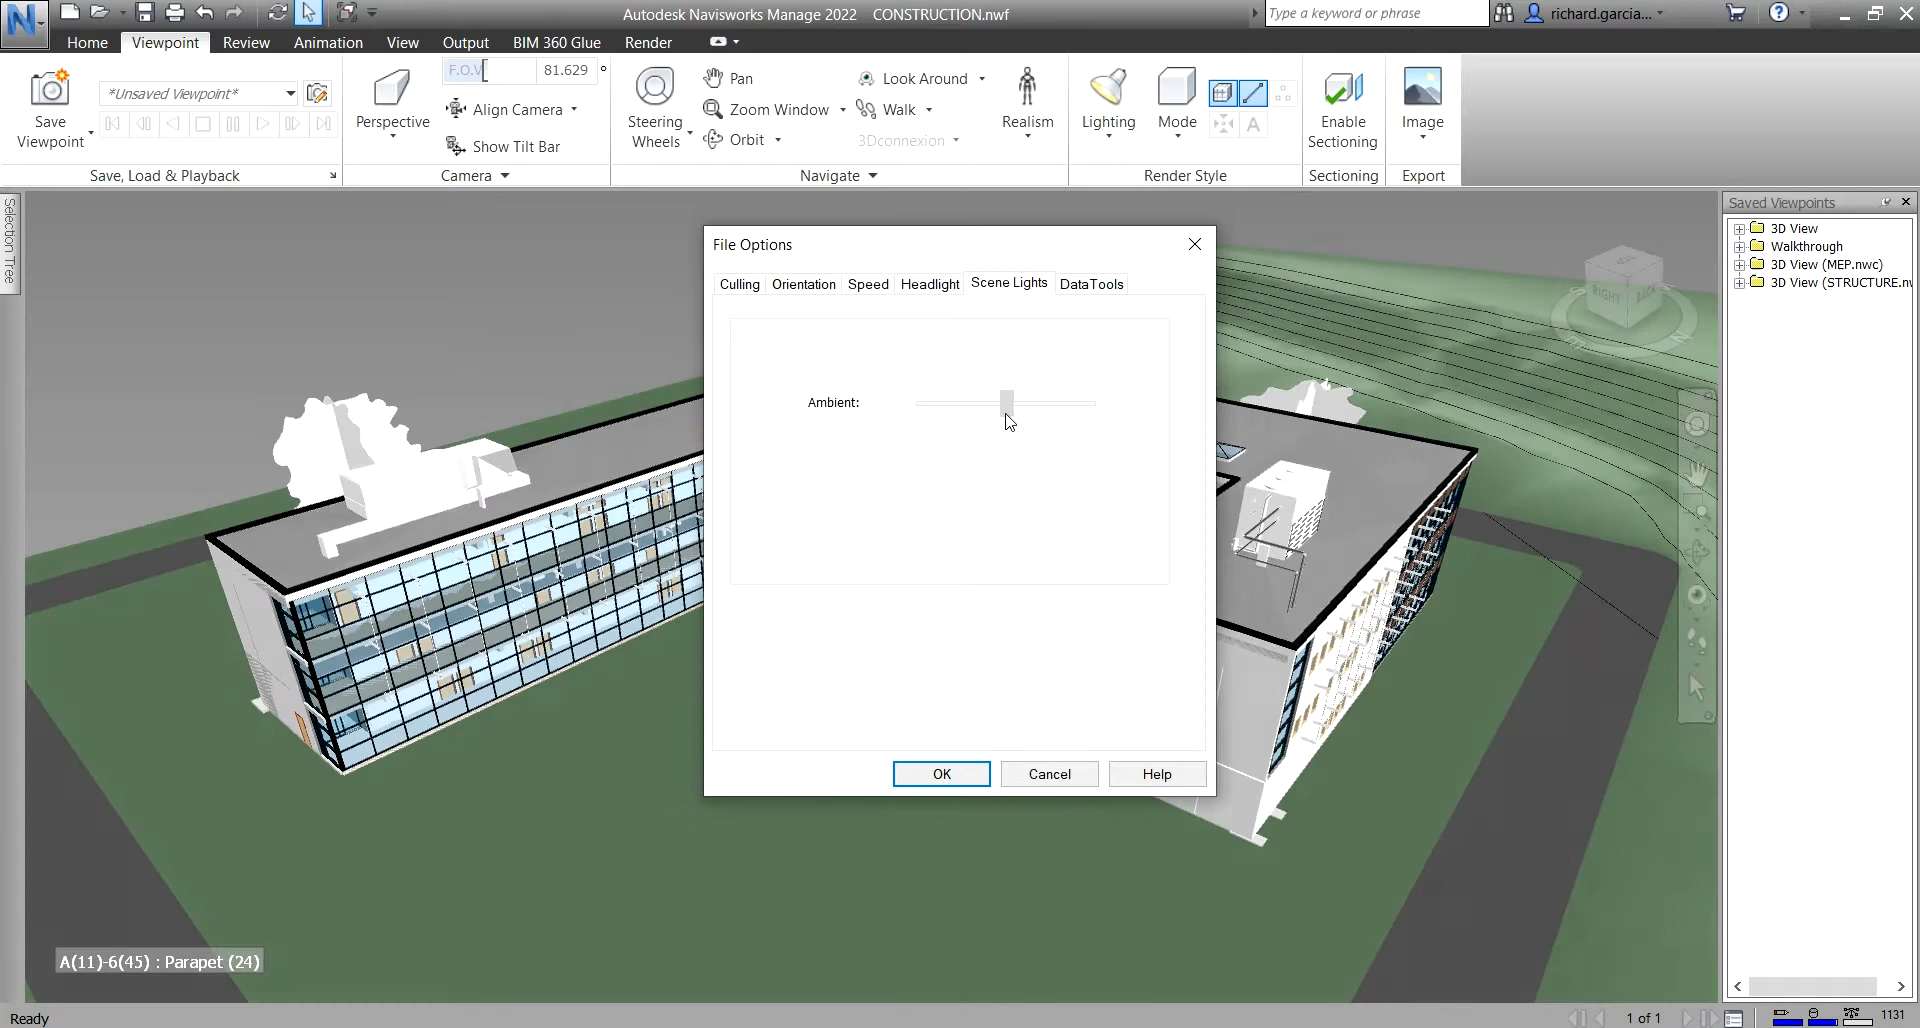 Autodesk Navisworks Manage 2022 CONSTRUCTION.nwf
Type a keyword or phrase
richard.garcia...
Home Viewpoint Review Animation View Output BIM 360 Glue Render
Save Viewpoint
*Unsaved Viewpoint*
Save, Load & Playback
Perspective
F.O.V 81.629 °
Align Camera
Show Tilt Bar
Camera
Steering Wheels
Pan
Zoom Window
Orbit
Look Around
Walk
3Dconnexion
Realism
Navigate
Lighting
Mode
Render Style
Enable Sectioning
Sectioning
Image
Export
Selection Tree
File Options
Culling Orientation Speed Headlight Scene Lights DataTools
Ambient:
OK Cancel Help
Saved Viewpoints
3D View
Walkthrough
3D View (MEP.nwc)
3D View (STRUCTURE.nw
RIGHT BACK
A(11)-6(45) : Parapet (24)
Ready
1 of 1
1131